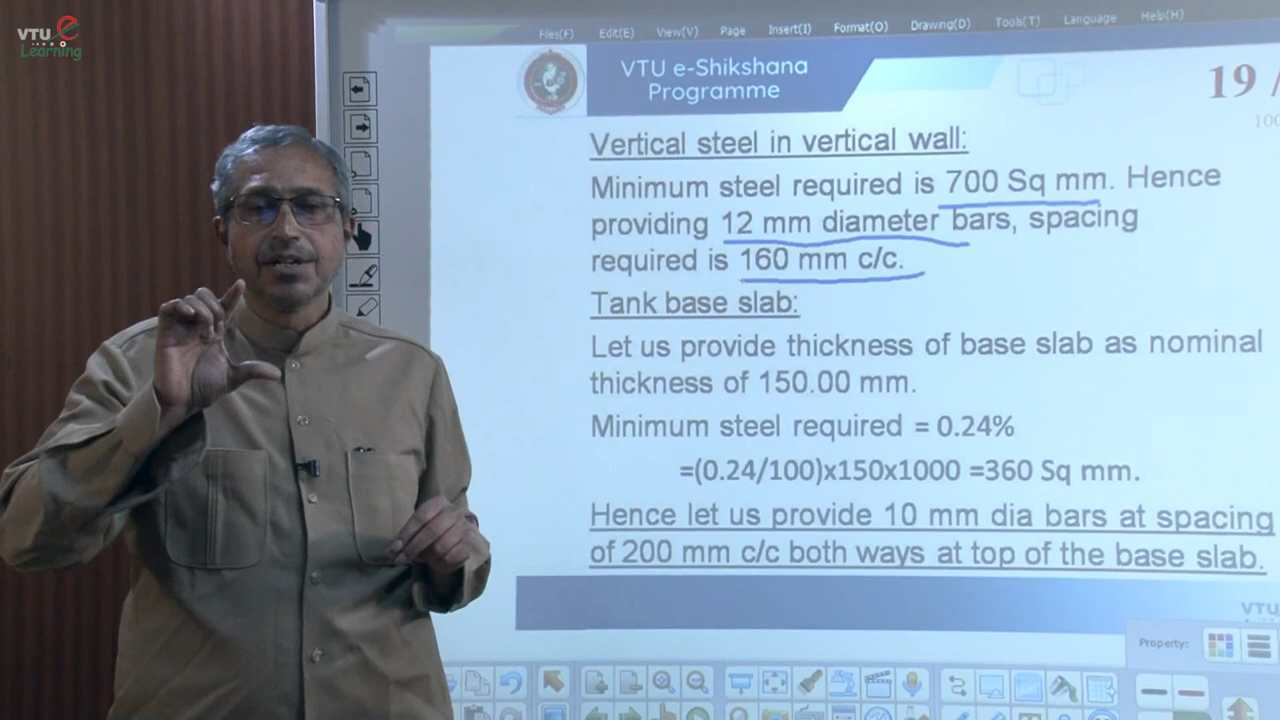 VTU e
Learning
Files(F) Edit(E) View(V) Page Insert(I) Format(O) Drawing(D) Tools(T) Language Help(H)
VTU e-Shikshana
Programme
19 /
100
Vertical steel in vertical wall:
Minimum steel required is 700 Sq mm. Hence
providing 12 mm diameter bars, spacing
required is 160 mm c/c.
Tank base slab:
Let us provide thickness of base slab as nominal
thickness of 150.00 mm.
Minimum steel required = 0.24%
=(0.24/100)x150x1000 =360 Sq mm.
Hence let us provide 10 mm dia bars at spacing
of 200 mm c/c both ways at top of the base slab.
VTU
Property: